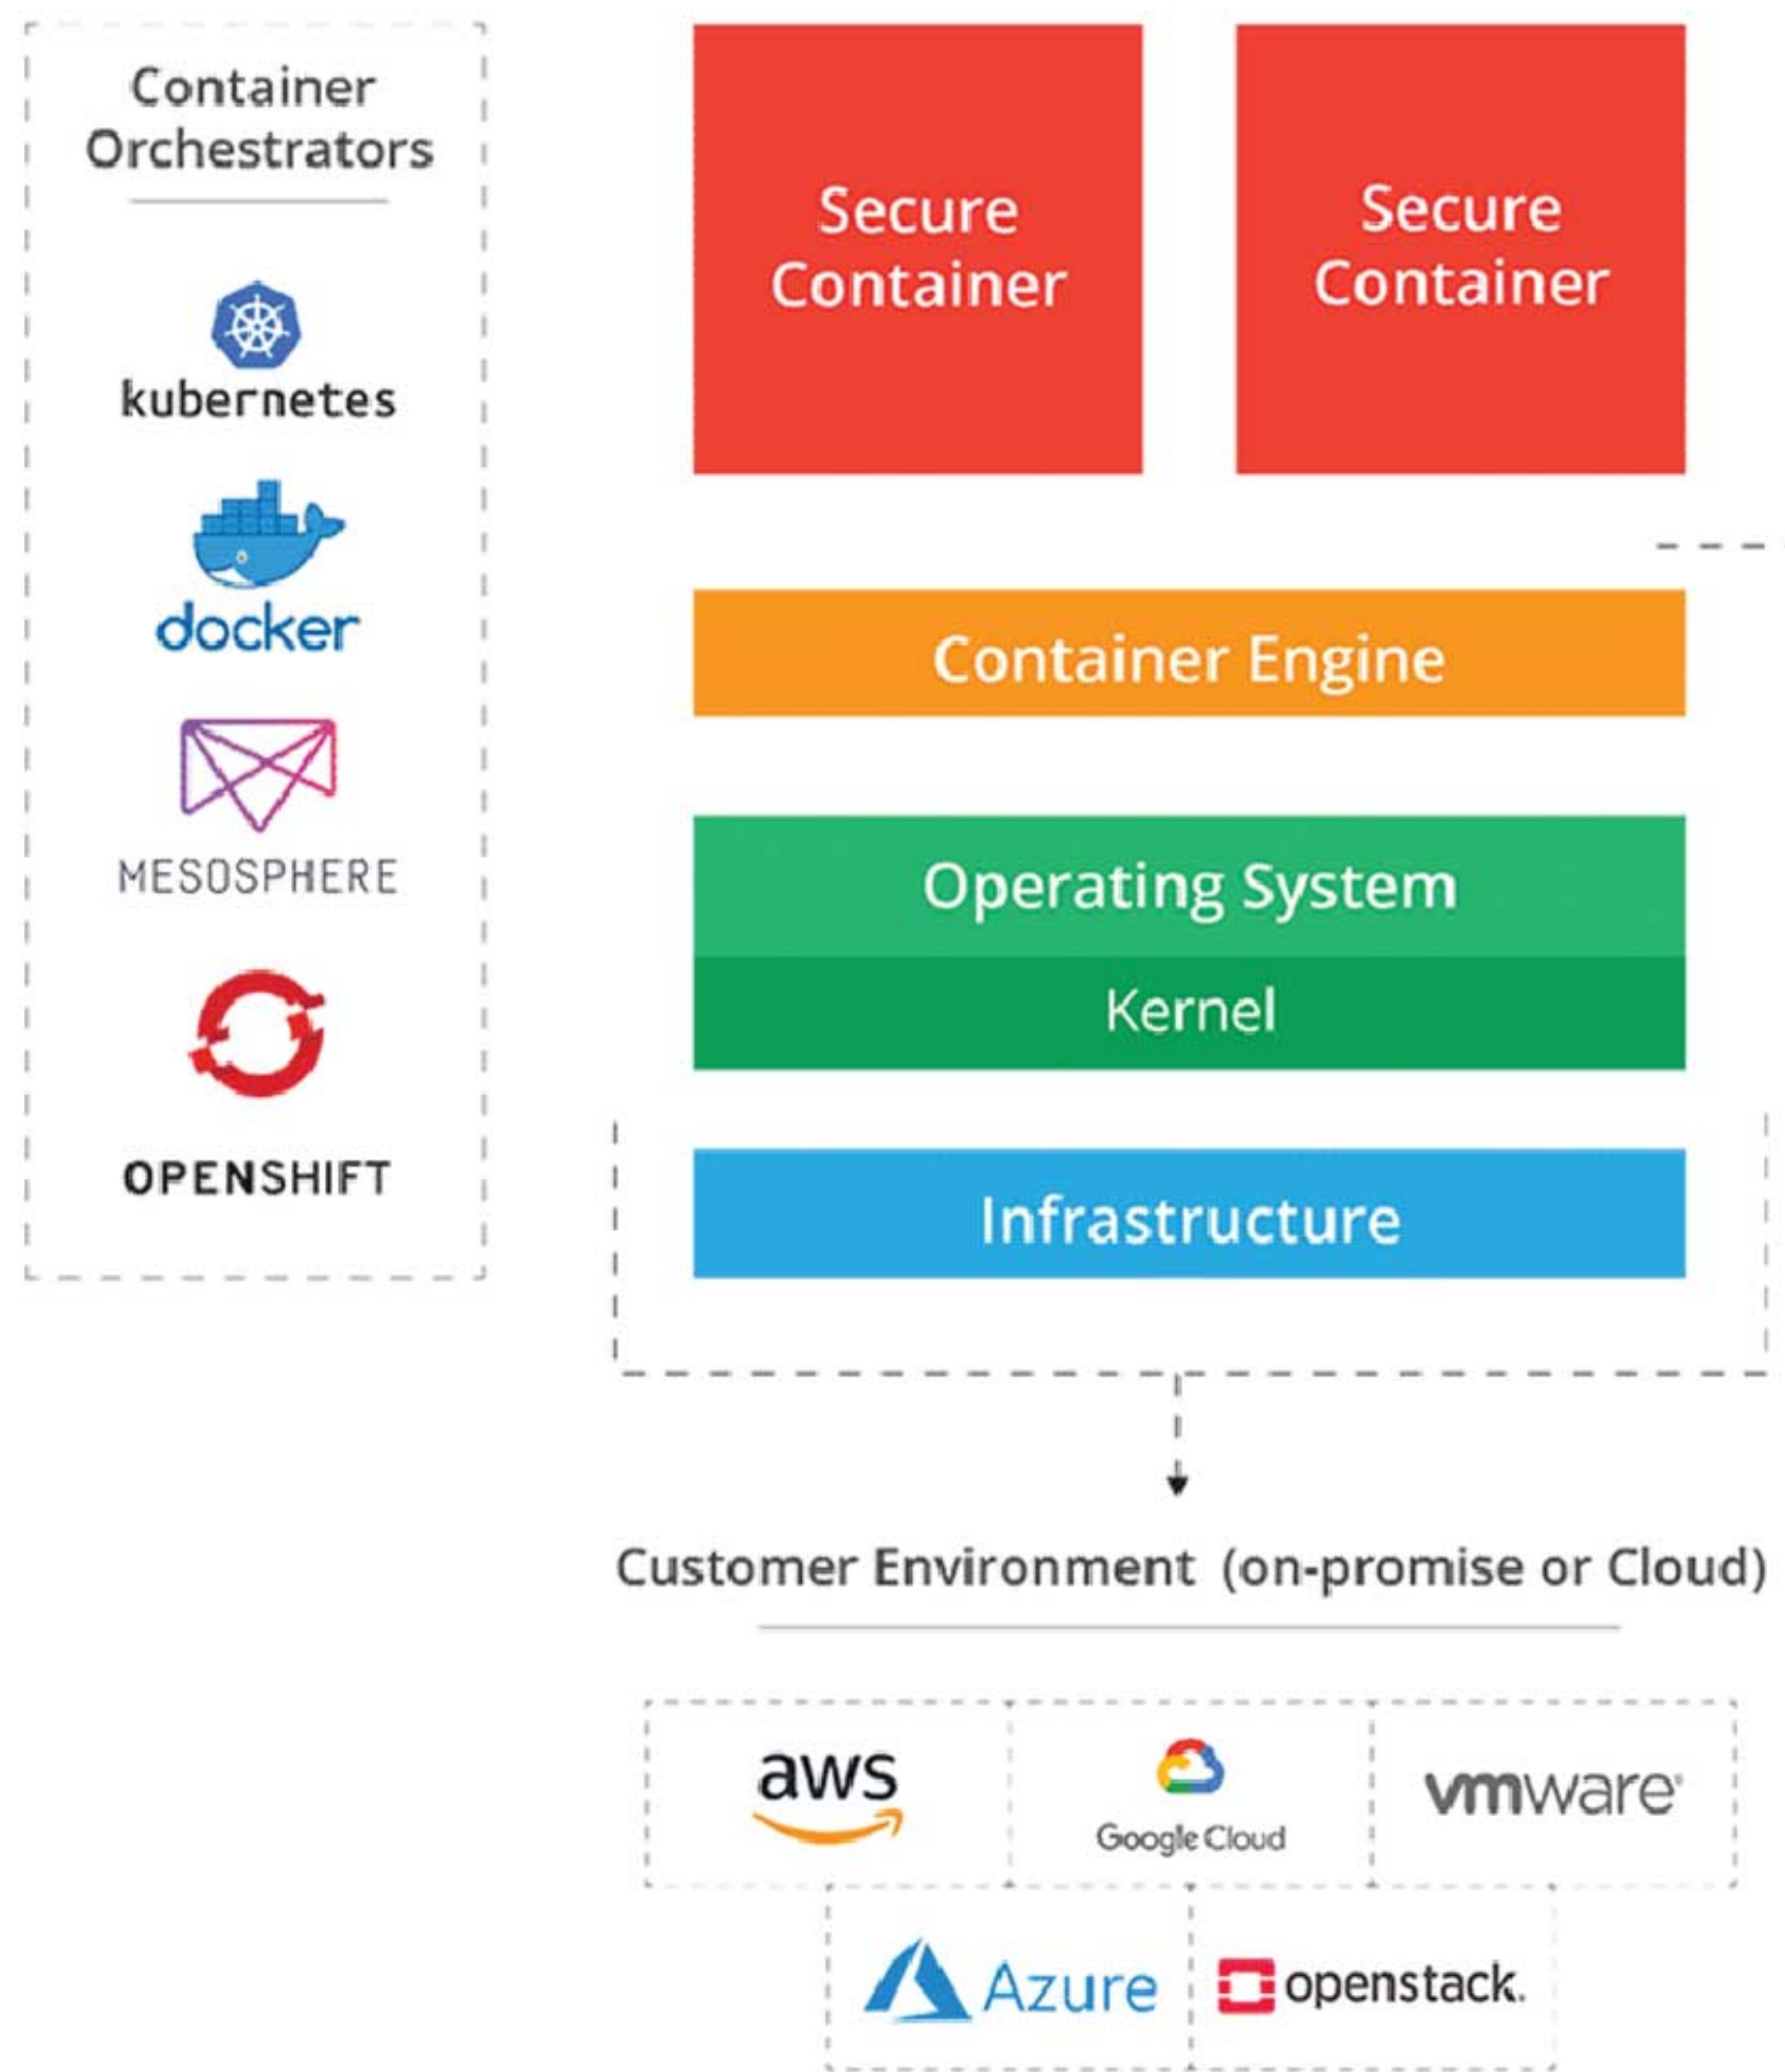 Container
Orchestrators
kubernetes
docker
MESOSPHERE
OPENSHIFT
Secure
Container
Secure
Container
Container Engine
Operating System
Kernel
Infrastructure
Customer Environment (on-promise or Cloud)
aws
Google Cloud
vmware®
Azure
openstack.